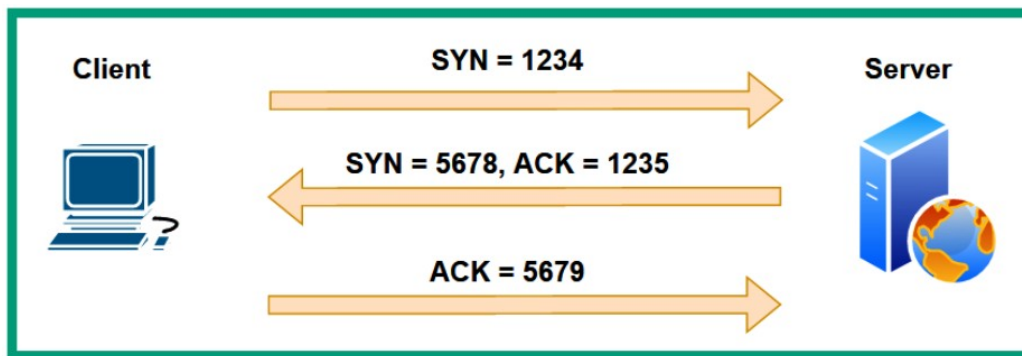 Client
SYN = 1234
Server
SYN = 5678, ACK = 1235
ACK = 5679